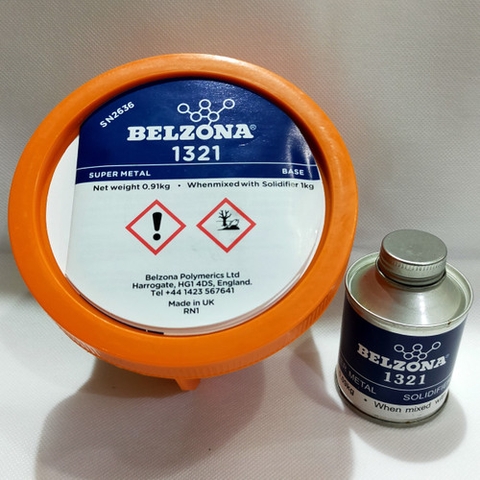 SN2636
BELZONA®
1321
SUPER METAL BASE
Net weight 0.91kg • Whenmixed with Solidifier 1kg
Belzona Polymerics Ltd
Harrogate, HG1 4DS, England.
Tel +44 1423 567641
Made in UK
RN1
BELZONA®
1321
METAL SOLIDIFI
• When mixed w